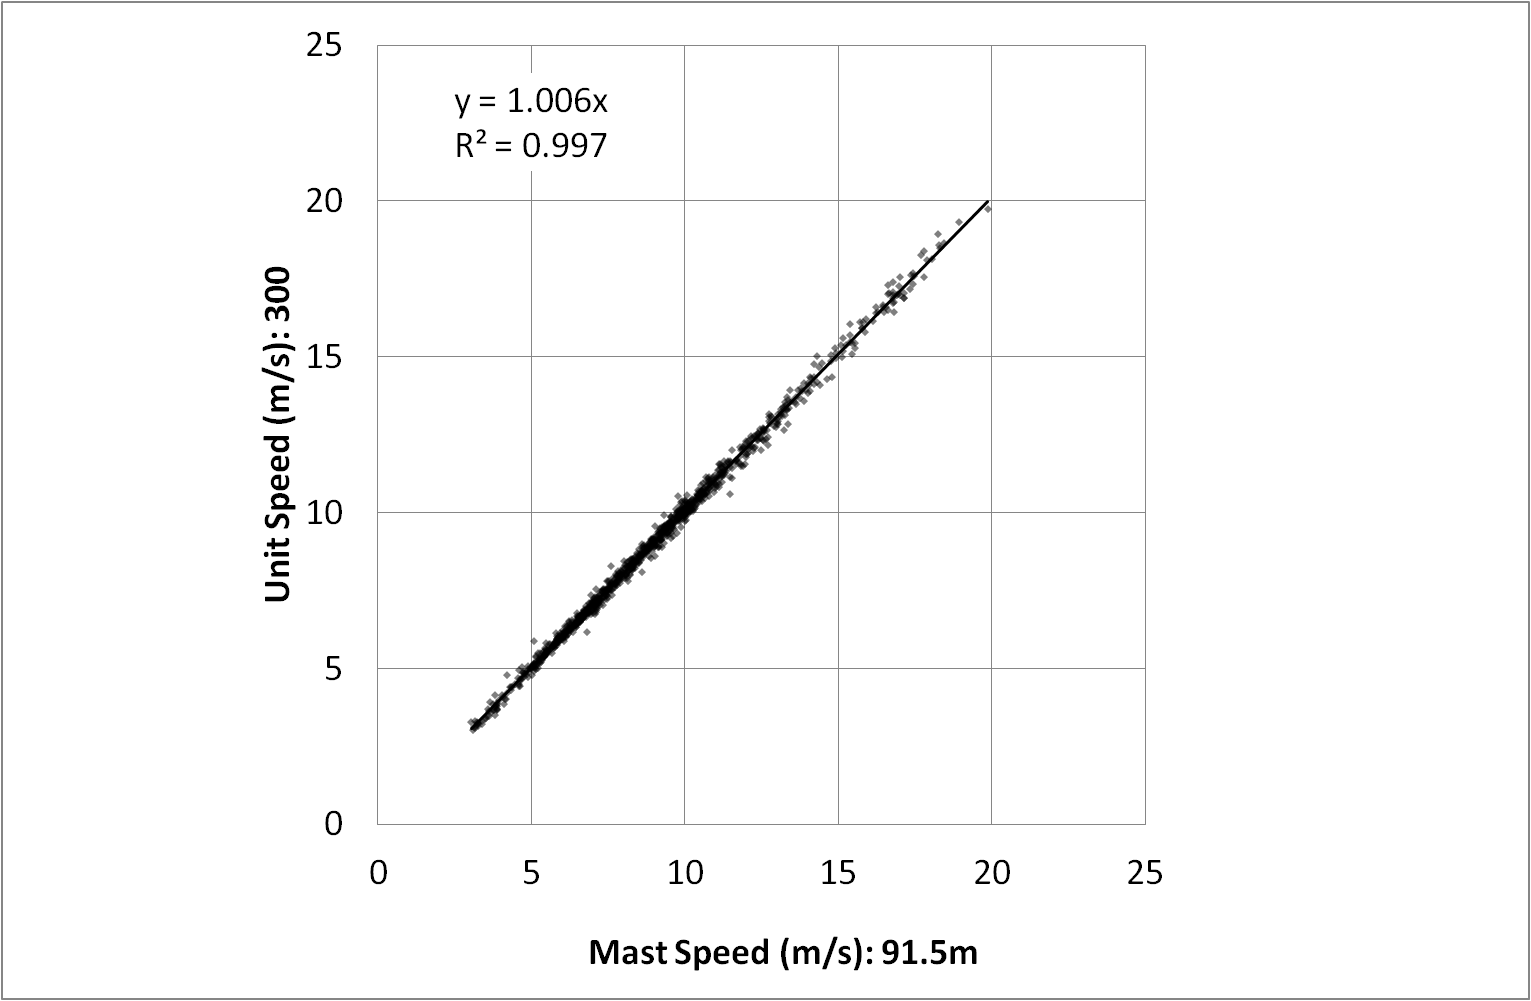 y = 1.006x
R² = 0.997
25
20
15
10
5
0
Unit Speed (m/s): 300
0 5 10 15 20 25
Mast Speed (m/s): 91.5m